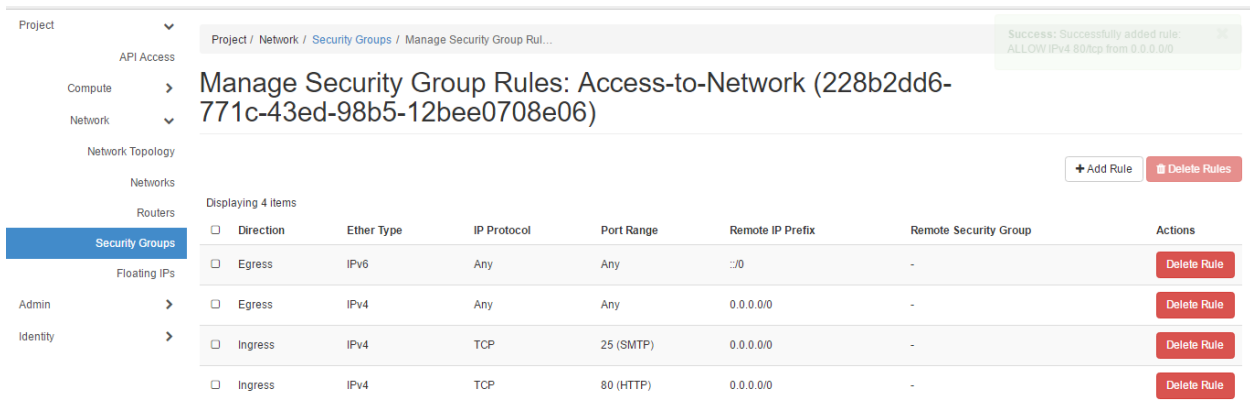 Project
API Access
Compute
Network
Network Topology
Networks
Routers
Security Groups
Floating IPs
Admin
Identity
Project / Network / Security Groups / Manage Security Group Rul...
Success: Successfully added rule:
ALLOW IPv4 80/tcp from 0.0.0.0/0
Manage Security Group Rules: Access-to-Network (228b2dd6-
771c-43ed-98b5-12bee0708e06)
+ Add Rule Delete Rules
Displaying 4 items
Direction Ether Type IP Protocol Port Range Remote IP Prefix Remote Security Group Actions
Egress IPv6 Any Any ::/0 - Delete Rule
Egress IPv4 Any Any 0.0.0.0/0 - Delete Rule
Ingress IPv4 TCP 25 (SMTP) 0.0.0.0/0 - Delete Rule
Ingress IPv4 TCP 80 (HTTP) 0.0.0.0/0 - Delete Rule